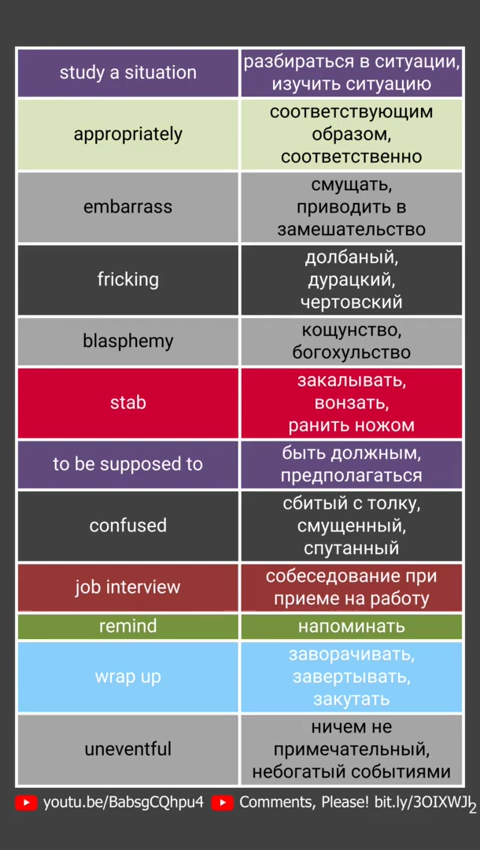 study a situation
разбираться в ситуации,
изучить ситуацию
appropriately
соответствующим
образом,
соответственно
embarrass
смущать,
приводить в
замешательство
fricking
долбаный,
дурацкий,
чертовский
blasphemy
кощунство,
богохульство
stab
закалывать,
вонзать,
ранить ножом
to be supposed to
быть должным,
предполагаться
confused
сбитый с толку,
смущенный,
спутанный
job interview
собеседование при
приеме на работу
remind
напоминать
wrap up
заворачивать,
завертывать,
закутать
uneventful
ничем не
примечательный,
небогатый событиями
youtu.be/BabsgCQhpu4 Comments, Please!
2